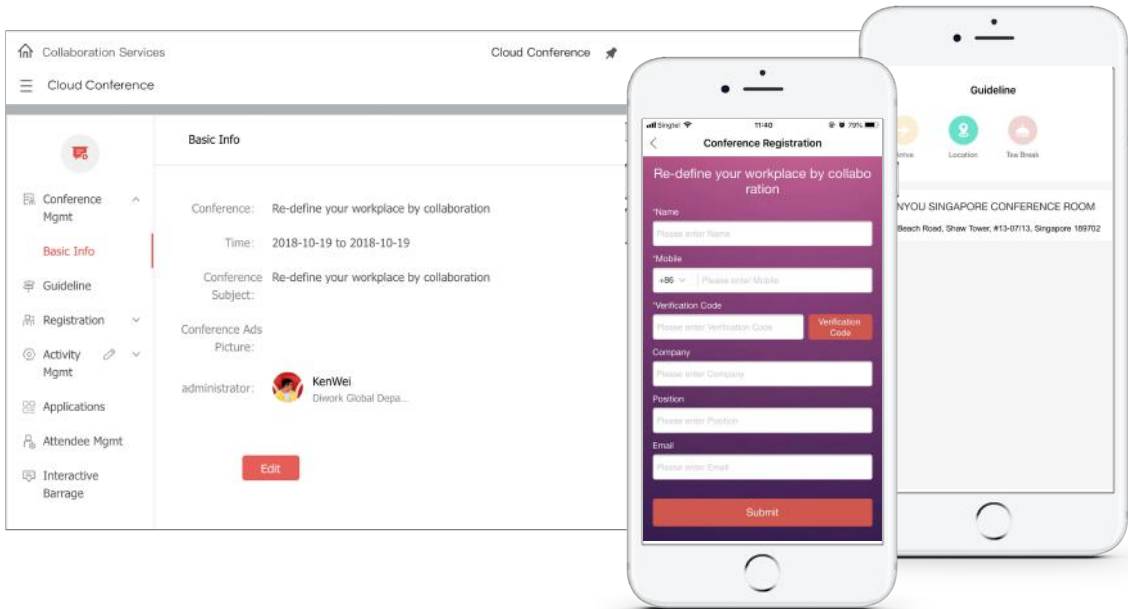 Collaboration Services
Cloud Conference
Cloud Conference
Basic Info
Conference
Mgmt
Basic Info
Guideline
Registration
Activity
Mgmt
Applications
Attendee Mgmt
Interactive
Barrage
Conference: Re-define your workplace by collaboration
Time: 2018-10-19 to 2018-10-19
Conference Re-define your workplace by collaboration
Subject:
Conference Ads
Picture:
administrator: KenWei
Diwork Global Depa...
Edit
Singtel 11:40 79%
Conference Registration
Re-define your workplace by collabo
ration
*Name
Please enter Name
*Mobile
+86 Please enter Mobile
*Verification Code
Please enter Verification Code Verification
Code
Company
Please enter Company
Position
Please enter Position
Email
Please enter Email
Submit
Guideline
Location Tea Break
NYOU SINGAPORE CONFERENCE ROOM
Beach Road, Shaw Tower, #13-07/13, Singapore 189702